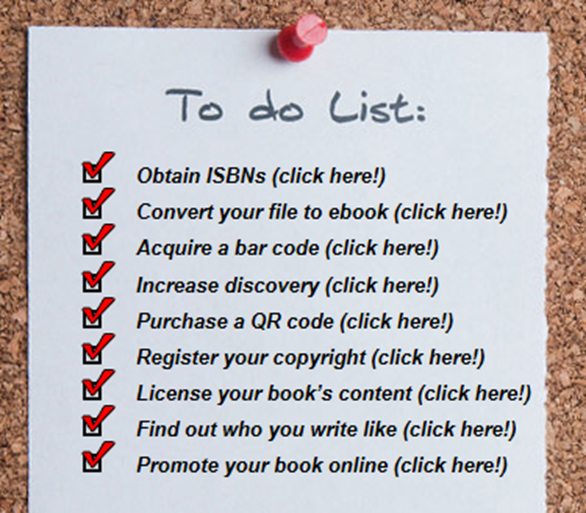 To do List:
Obtain ISBNs (click here!)
Convert your file to ebook (click here!)
Acquire a bar code (click here!)
Increase discovery (click here!)
Purchase a QR code (click here!)
Register your copyright (click here!)
License your book's content (click here!)
Find out who you write like (click here!)
Promote your book online (click here!)